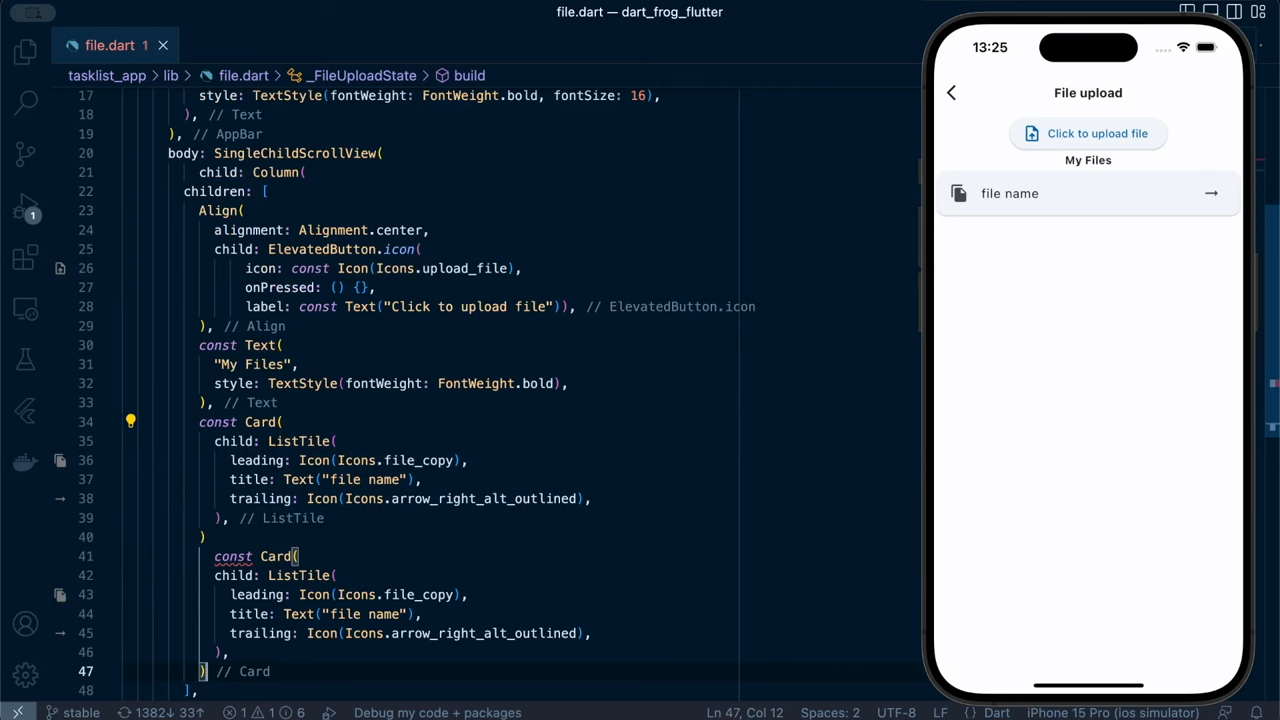 file.dart — dart_frog_flutter
file.dart 1
tasklist_app > lib > file.dart > _FileUploadState > build
17 style: TextStyle(fontWeight: FontWeight.bold, fontSize: 16),
18 ), // Text
19 ), // AppBar
20 body: SingleChildScrollView(
21 child: Column(
22 children: [
23 Align(
24 alignment: Alignment.center,
25 child: ElevatedButton.icon(
26 icon: const Icon(Icons.upload_file),
27 onPressed: () {},
28 label: const Text("Click to upload file")), // ElevatedButton.icon
29 ), // Align
30 const Text(
31 "My Files",
32 style: TextStyle(fontWeight: FontWeight.bold),
33 ), // Text
34 const Card(
35 child: ListTile(
36 leading: Icon(Icons.file_copy),
37 title: Text("file name"),
38 trailing: Icon(Icons.arrow_right_alt_outlined),
39 ), // ListTile
40 )
41 const Card(
42 child: ListTile(
43 leading: Icon(Icons.file_copy),
44 title: Text("file name"),
45 trailing: Icon(Icons.arrow_right_alt_outlined),
46 ),
47 ) // Card
48 ],
1
stable 1382↓ 33↑ 1 1 6 Debug my code + packages Ln 47, Col 12 Spaces: 2 UTF-8 LF {} Dart iPhone 15 Pro (ios simulator)
13:25
File upload
Click to upload file
My Files
file name